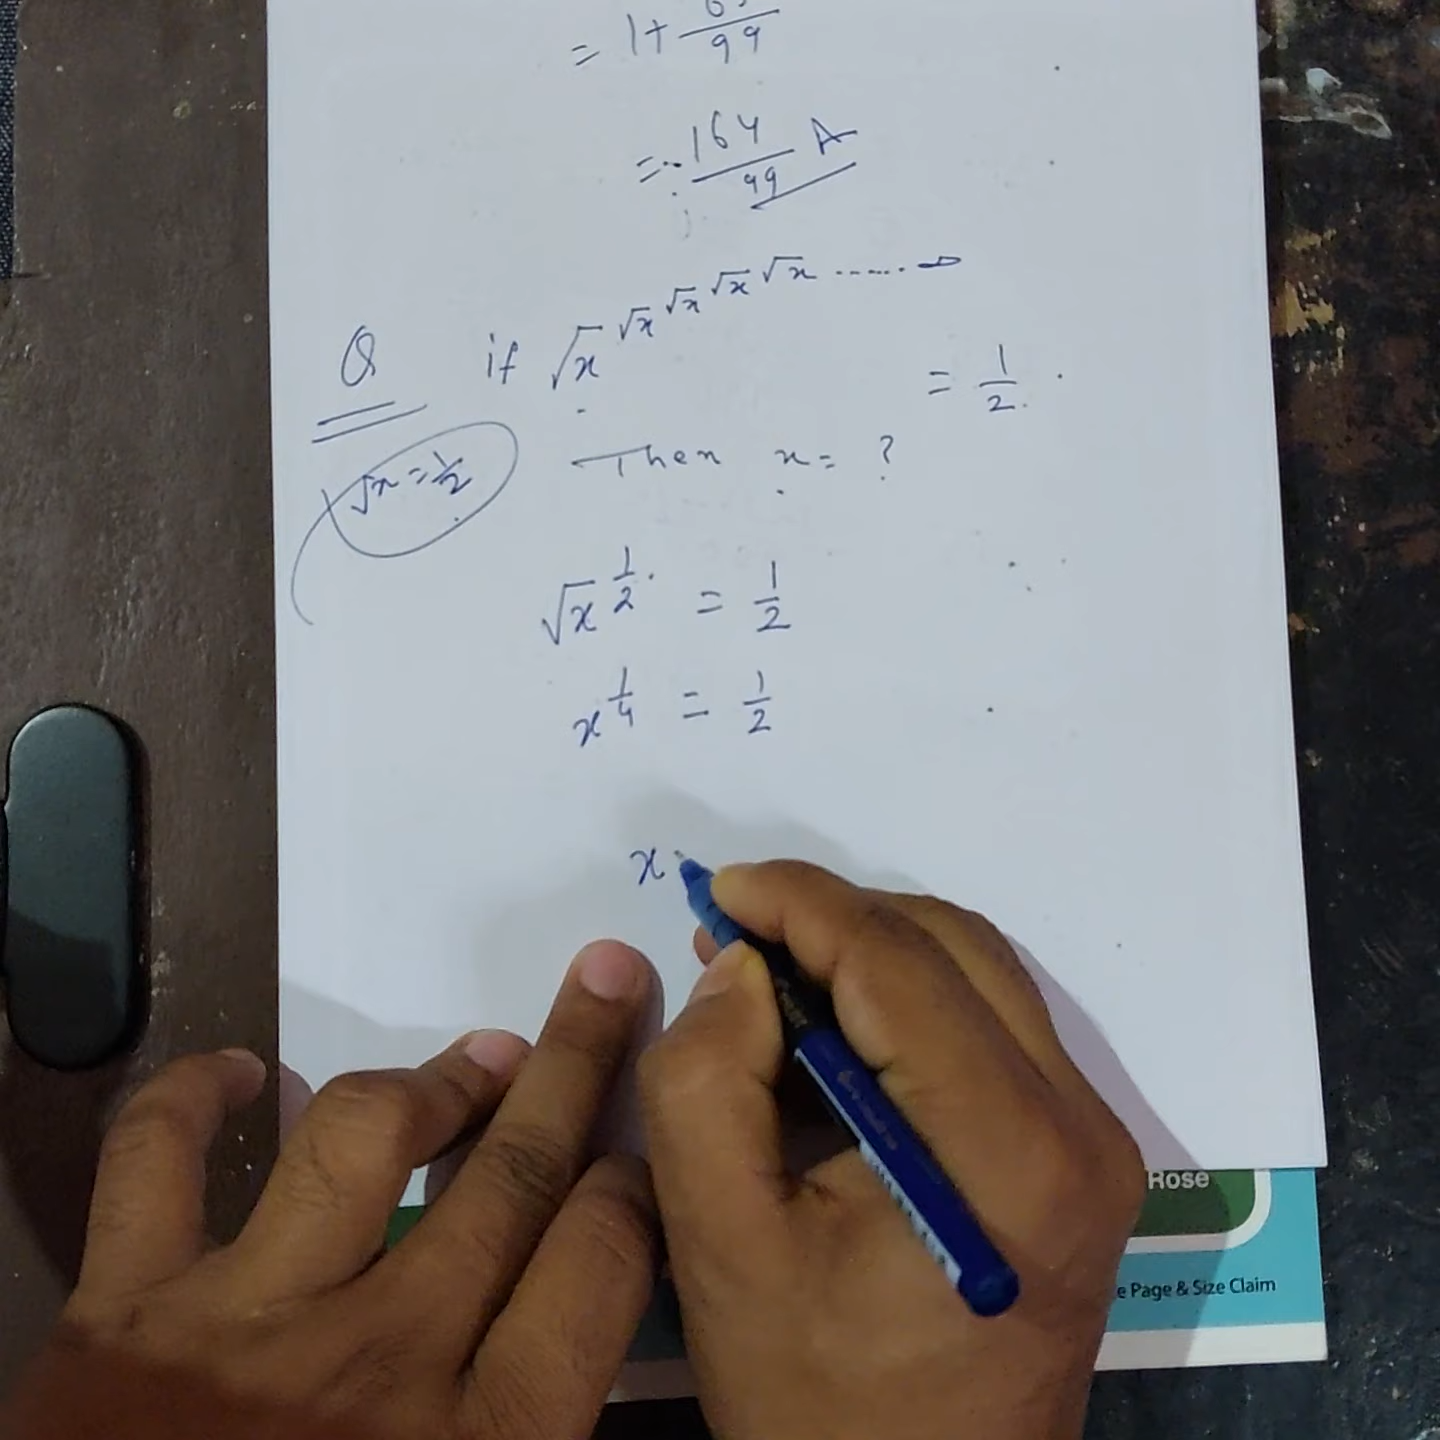 = 1 + 6 / 99
= 164/99 A
Q if √x^√x^√x^√x^√x ...... ∞ = 1/2.
√x = 1/2
Then x = ?
√x^1/2 = 1/2
x^1/4 = 1/2
x
Rose
e Page & Size Claim